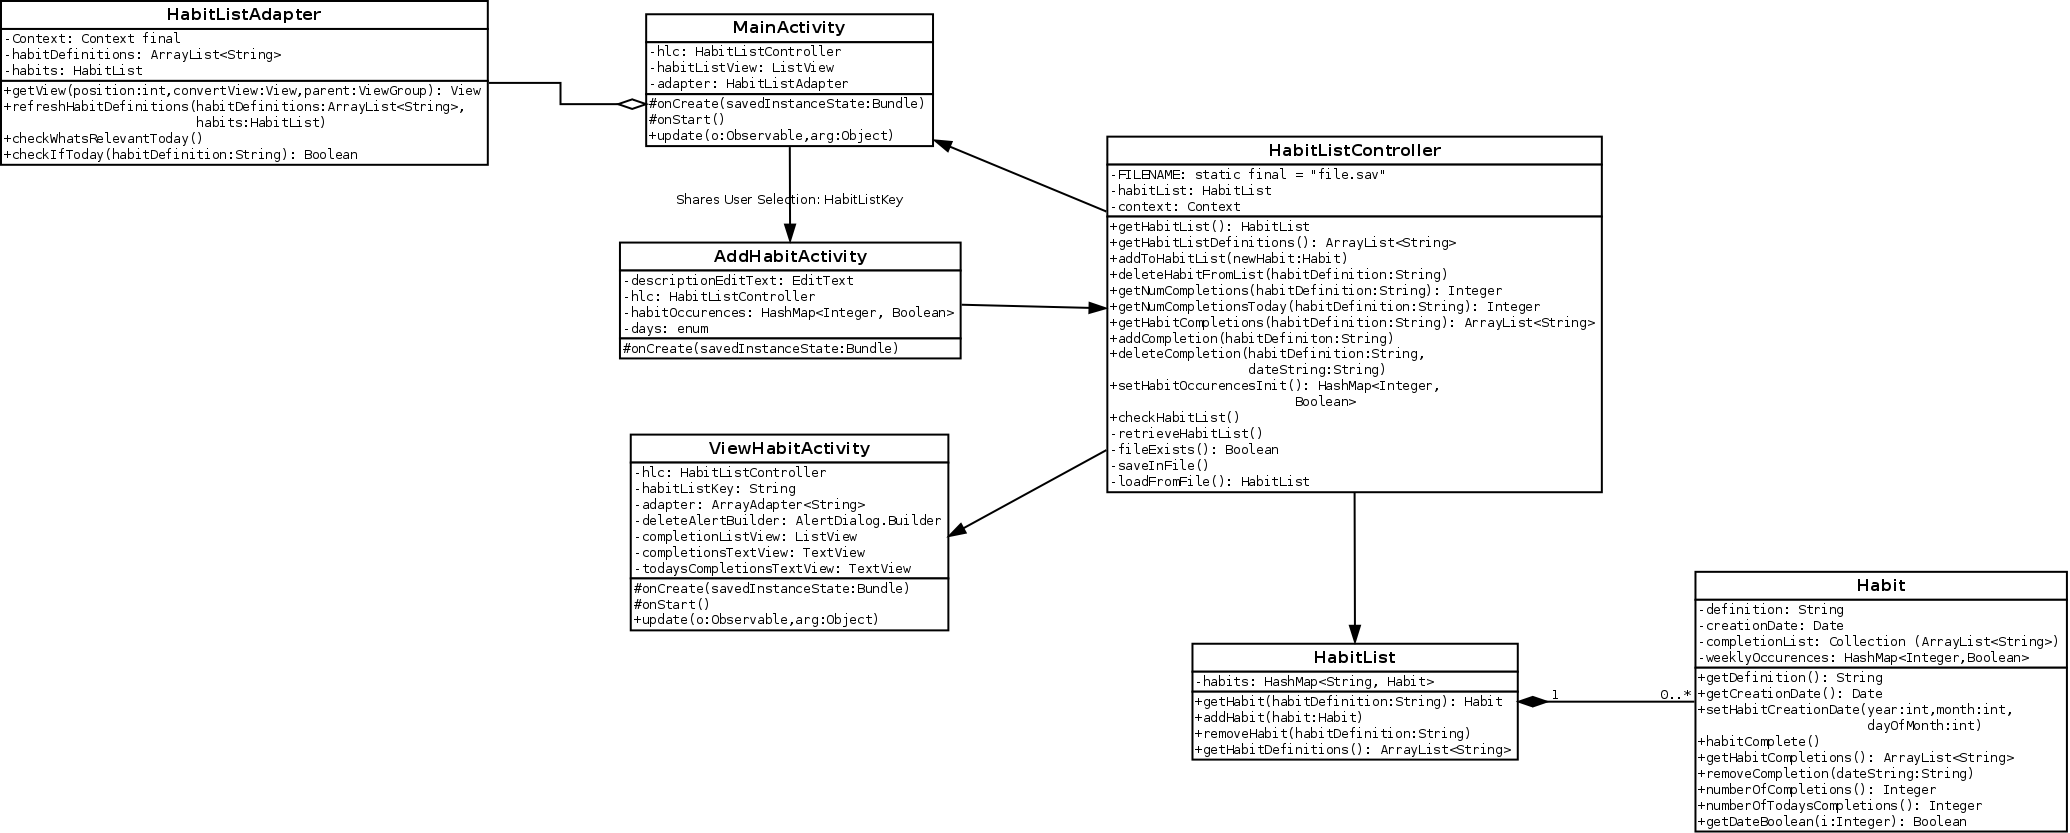 HabitListAdapter
-Context: Context final
-habitDefinitions: ArrayList<String>
-habits: HabitList
+getView(position:int,convertView:View,parent:ViewGroup): View
+refreshHabitDefinitions(habitDefinitions:ArrayList<String>,
habits:HabitList)
+checkWhatsRelevantToday()
+checkIfToday(habitDefinition:String): Boolean
MainActivity
-hlc: HabitListController
-habitListView: ListView
-adapter: HabitListAdapter
#onCreate(savedInstanceState:Bundle)
#onStart()
+update(o:Observable,arg:Object)
Shares User Selection: HabitListKey
AddHabitActivity
-descriptionEditText: EditText
-hlc: HabitListController
-habitOccurences: HashMap<Integer, Boolean>
-days: enum
#onCreate(savedInstanceState:Bundle)
ViewHabitActivity
-hlc: HabitListController
-habitListKey: String
-adapter: ArrayAdapter<String>
-deleteAlertBuilder: AlertDialog.Builder
-completionListView: ListView
-completionsTextView: TextView
-todaysCompletionsTextView: TextView
#onCreate(savedInstanceState:Bundle)
#onStart()
+update(o:Observable,arg:Object)
HabitListController
-FILENAME: static final = "file.sav"
-habitList: HabitList
-context: Context
+getHabitList(): HabitList
+getHabitListDefinitions(): ArrayList<String>
+addToHabitList(newHabit:Habit)
+deleteHabitFromList(habitDefinition:String)
+getNumCompletions(habitDefinition:String): Integer
+getNumCompletionsToday(habitDefinition:String): Integer
+getHabitCompletions(habitDefinition:String): ArrayList<String>
+addCompletion(habitDefiniton:String)
+deleteCompletion(habitDefinition:String,
dateString:String)
+setHabitOccurencesInit(): HashMap<Integer,
Boolean>
+checkHabitList()
-retrieveHabitList()
-fileExists(): Boolean
-saveInFile()
-loadFromFile(): HabitList
HabitList
-habits: HashMap<String, Habit>
+getHabit(habitDefinition:String): Habit
+addHabit(habit:Habit)
+removeHabit(habitDefinition:String)
+getHabitDefinitions(): ArrayList<String>
1
0..*
Habit
-definition: String
-creationDate: Date
-completionList: Collection (ArrayList<String>)
-weeklyOccurences: HashMap<Integer,Boolean>
+getDefinition(): String
+getCreationDate(): Date
+setHabitCreationDate(year:int,month:int,
dayOfMonth:int)
+habitComplete()
+getHabitCompletions(): ArrayList<String>
+removeCompletion(dateString:String)
+numberOfCompletions(): Integer
+numberOfTodaysCompletions(): Integer
+getDateBoolean(i:Integer): Boolean